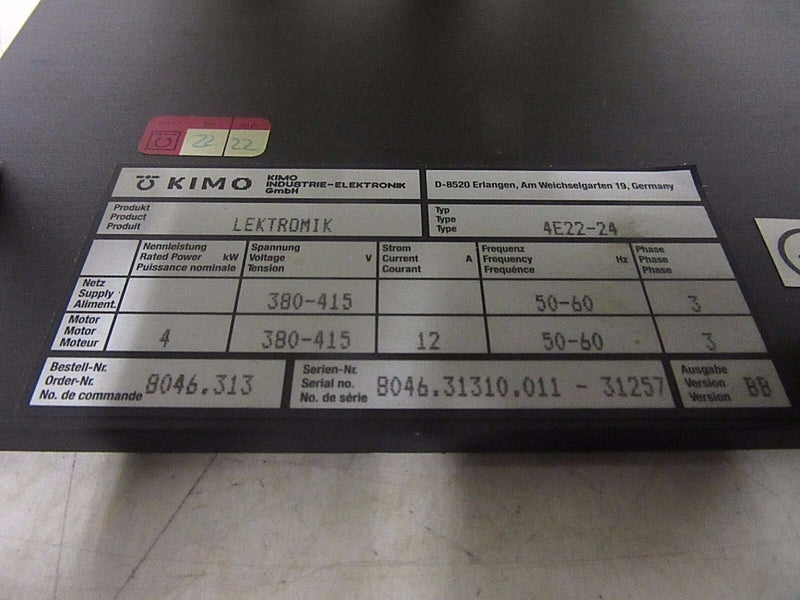 22 22
KIMO KIMO
INDUSTRIE-ELEKTRONIK
GmbH
D-8520 Erlangen, Am Weichselgarten 19, Germany
Produkt
Product
Produit
LEKTROMIK
Typ
Type
Type
4E22-24
Nennleistung
Rated Power kW
Puissance nominale
Spannung
Voltage V
Tension
Strom
Current A
Courant
Frequenz
Frequency Hz
Fréquence
Phase
Phase
Phase
Netz
Supply
Aliment.
380-415
50-60
3
Motor
Motor
Moteur
4
380-415
12
50-60
3
Bestell-Nr.
Order-Nr.
No. de commande
8046.313
Serien-Nr.
Serial no.
No. de série
8046.31310.011 - 31257
Ausgabe
Version
Version
BB